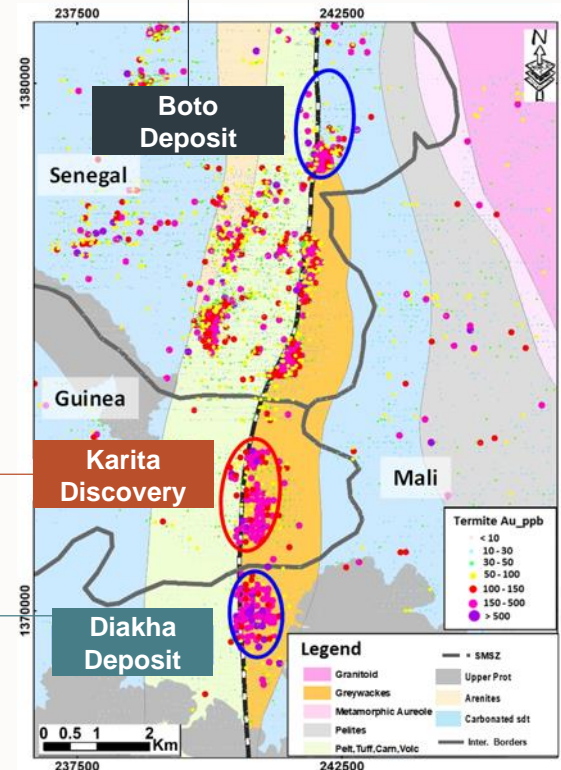 237500
242500
1380000
N
Boto
Deposit
Senegal
Guinea
Karita
Discovery
Mali
1370000
Diakha
Deposit
Termite Au_ppb
< 10
10 - 30
30 - 50
50 - 100
100 - 150
150 - 500
> 500
Legend
Granitoid
Greywackes
Metamorphic Aureole
Pelites
Pelt,Tuff,Carn,Volc
SMSZ
Upper Prot
Arenites
Carbonated sdt
Inter. Borders
0 0.5 1 2
Km
237500
242500